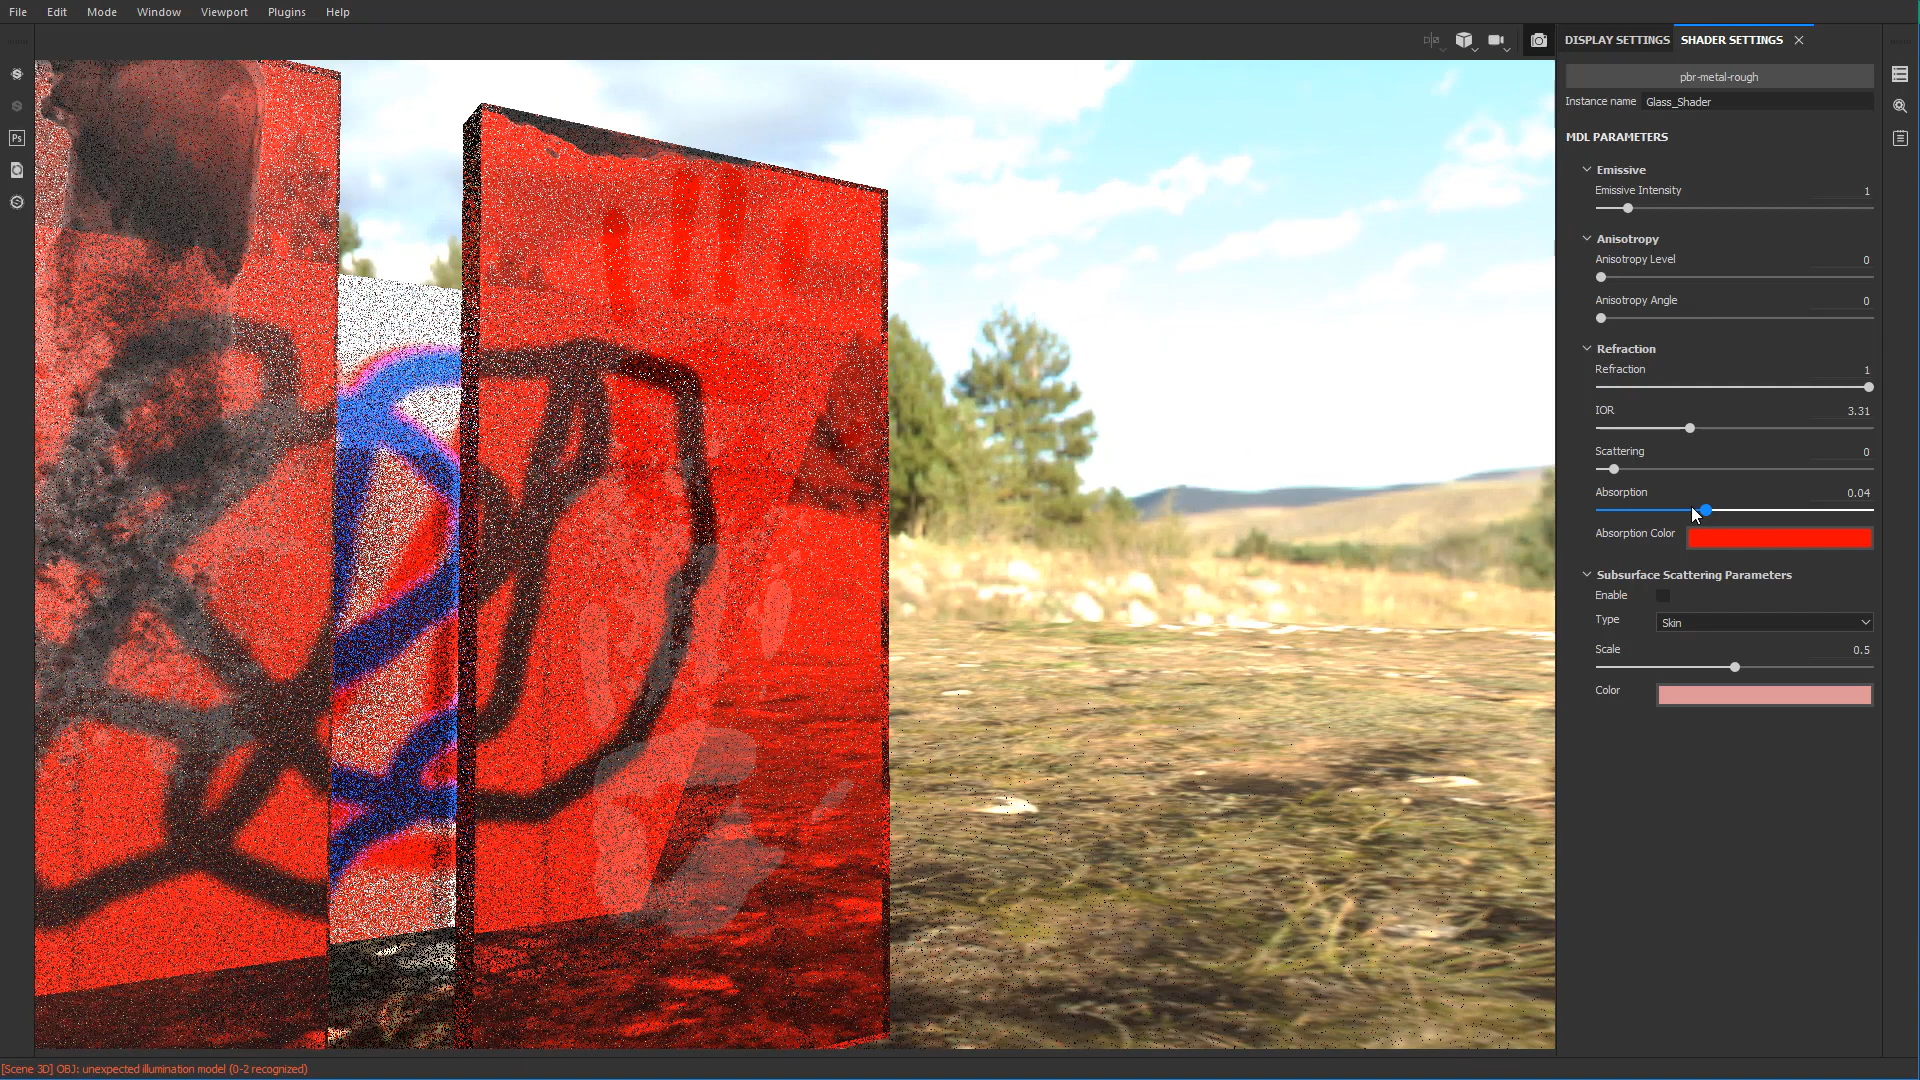 File Edit Mode Window Viewport Plugins Help
DISPLAY SETTINGS SHADER SETTINGS
pbr-metal-rough
Instance name Glass_Shader
MDL PARAMETERS
Emissive
Emissive Intensity 1
Anisotropy
Anisotropy Level 0
Anisotropy Angle 0
Refraction
Refraction 1
IOR 3.31
Scattering 0
Absorption 0.04
Absorption Color
Subsurface Scattering Parameters
Enable
Type Skin
Scale 0.5
Color
Ps
[Scene 3D] OBJ: unexpected illumination model (0-2 recognized)